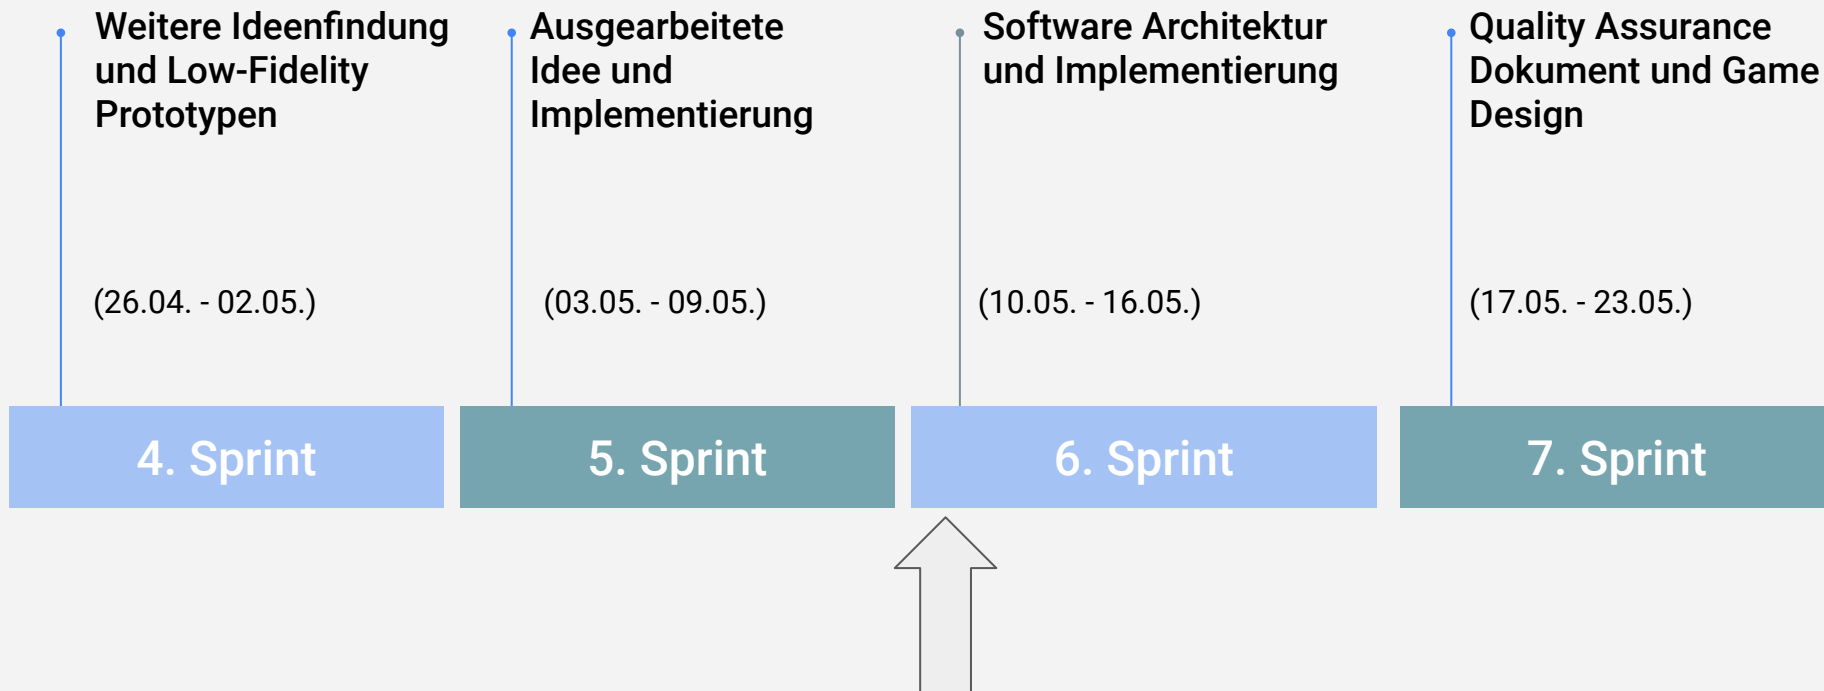 Weitere Ideenfindung
und Low-Fidelity
Prototypen
(26.04. - 02.05.)
4. Sprint
Ausgearbeitete
Idee und
Implementierung
(03.05. - 09.05.)
5. Sprint
Software Architektur
und Implementierung
(10.05. - 16.05.)
6. Sprint
Quality Assurance
Dokument und Game
Design
(17.05. - 23.05.)
7. Sprint